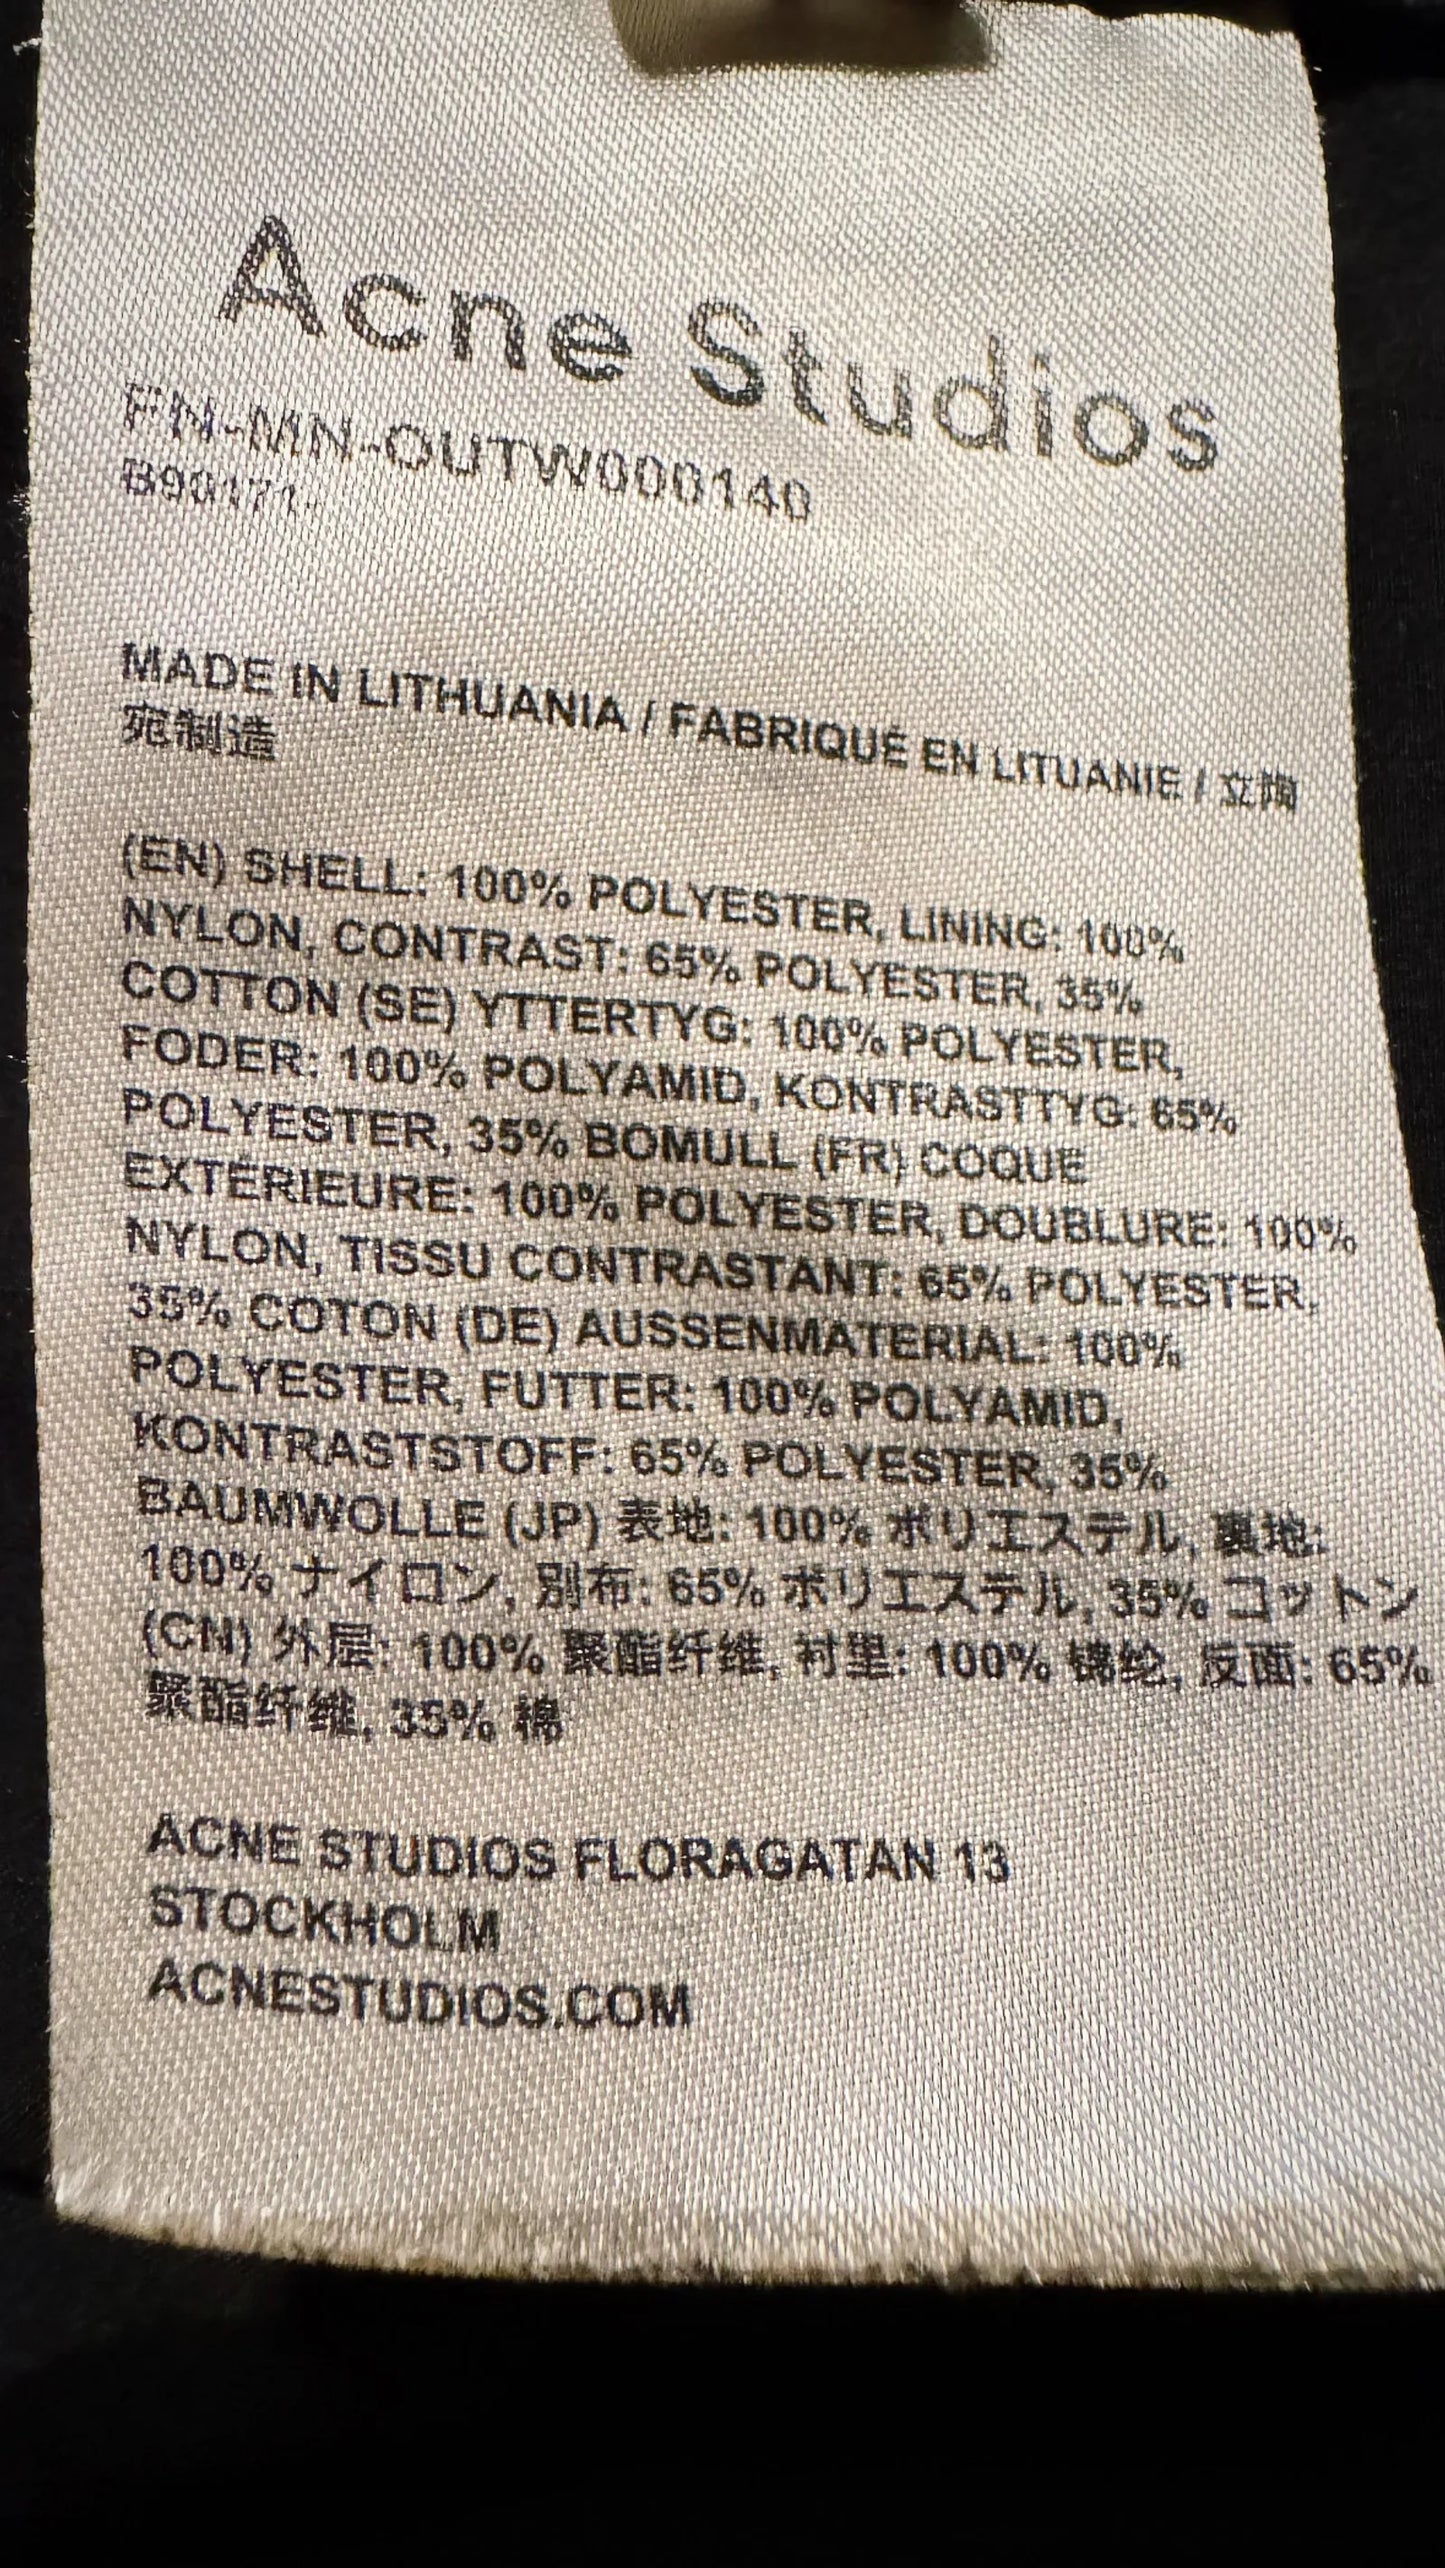 Acne Studios
FN-MN-OUTW000140
B90171-
MADE IN LITHUANIA / FABRIQUÉ EN LITUANIE / 立陶
宛制造
(EN) SHELL: 100% POLYESTER, LINING: 100%
NYLON, CONTRAST: 65% POLYESTER, 35%
COTTON (SE) YTTERTYG: 100% POLYESTER,
FODER: 100% POLYAMID, KONTRASTTYG: 65%
POLYESTER, 35% BOMULL (FR) COQUE
EXTÉRIEURE: 100% POLYESTER, DOUBLURE: 100%
NYLON, TISSU CONTRASTANT: 65% POLYESTER,
35% COTON (DE) AUSSENMATERIAL: 100%
POLYESTER, FUTTER: 100% POLYAMID,
KONTRASTSTOFF: 65% POLYESTER, 35%
BAUMWOLLE (JP) 表地: 100% ポリエステル, 裏地:
100% ナイロン, 別布: 65% ポリエステル, 35% コットン
(CN) 外层: 100% 聚酯纤维, 衬里: 100% 锦纶, 反面: 65%
聚酯纤维, 35% 棉
ACNE STUDIOS FLORAGATAN 13
STOCKHOLM
ACNESTUDIOS.COM